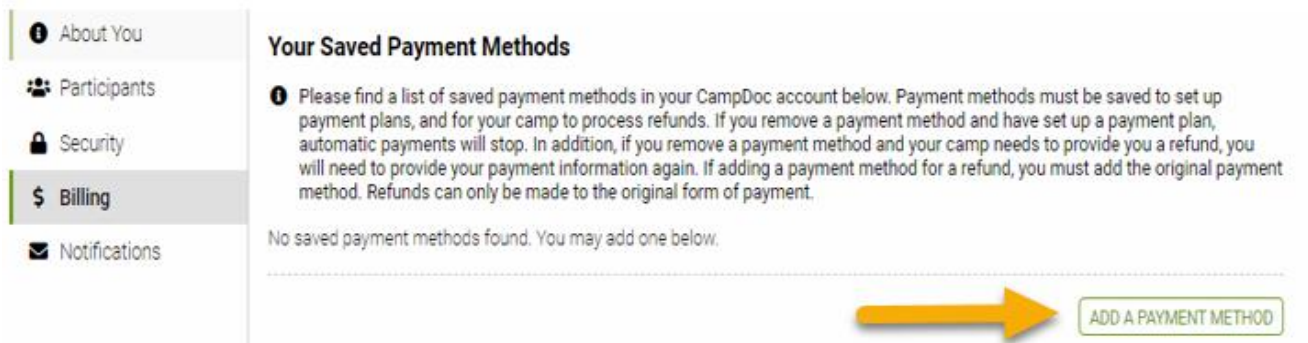 About You
Participants
Security
$ Billing
Notifications
Your Saved Payment Methods
Please find a list of saved payment methods in your CampDoc account below. Payment methods must be saved to set up
payment plans, and for your camp to process refunds. If you remove a payment method and have set up a payment plan,
automatic payments will stop. In addition, if you remove a payment method and your camp needs to provide you a refund, you
will need to provide your payment information again. If adding a payment method for a refund, you must add the original payment
method. Refunds can only be made to the original form of payment.
No saved payment methods found. You may add one below.
ADD A PAYMENT METHOD